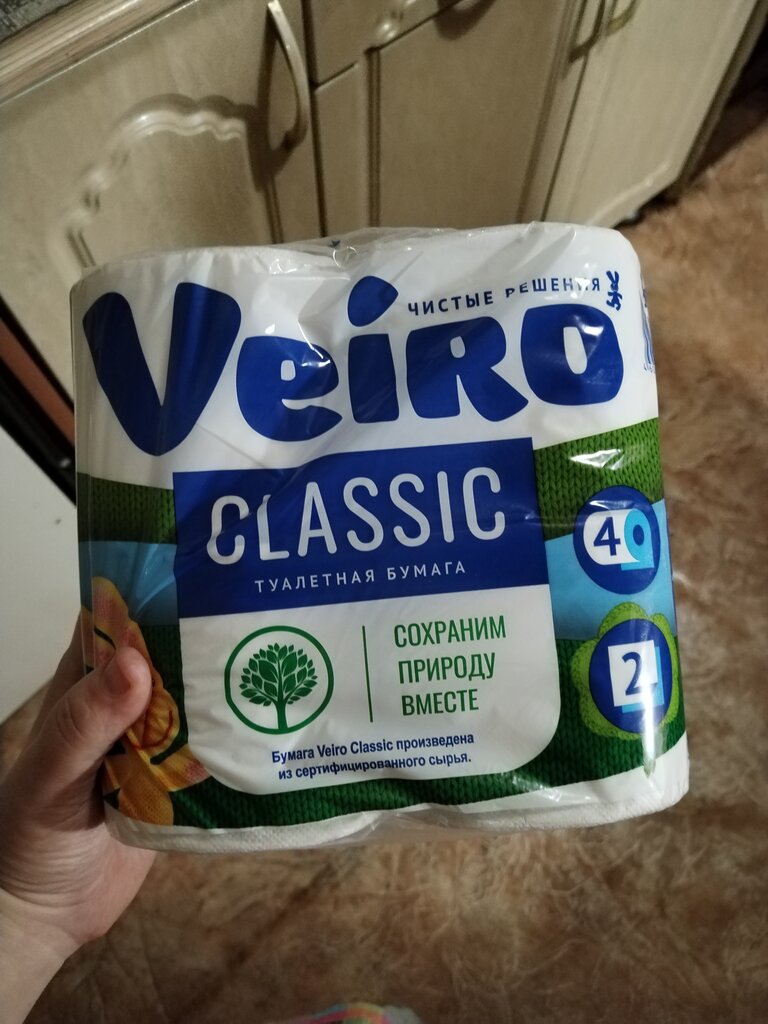 ЧИСТЫЕ РЕШЕНИЯ
Veiro
CLASSIC
ТУАЛЕТНАЯ БУМАГА
4
2
СОХРАНИМ
ПРИРОДУ
ВМЕСТЕ
Бумага Veiro Classic произведена
из сертифицированного сырья.